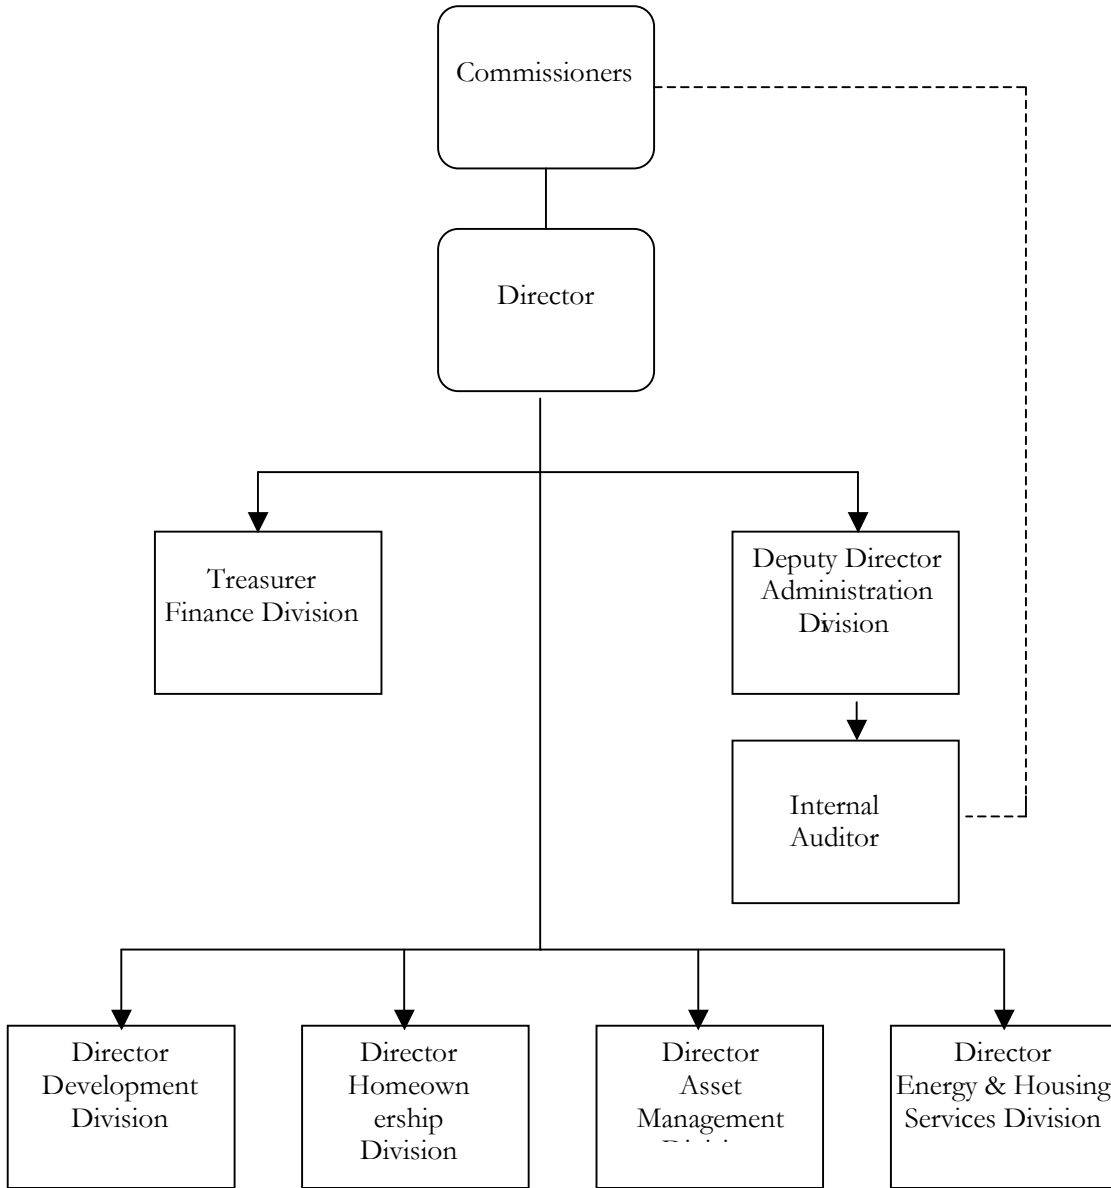 Commissioners
Director
Treasurer
Finance Division
Deputy Director
Administration
Division
Internal
Auditor
Director
Development
Division
Director
Homeown
ership
Division
Director
Asset
Management
Director
Energy & Housing
Services Division